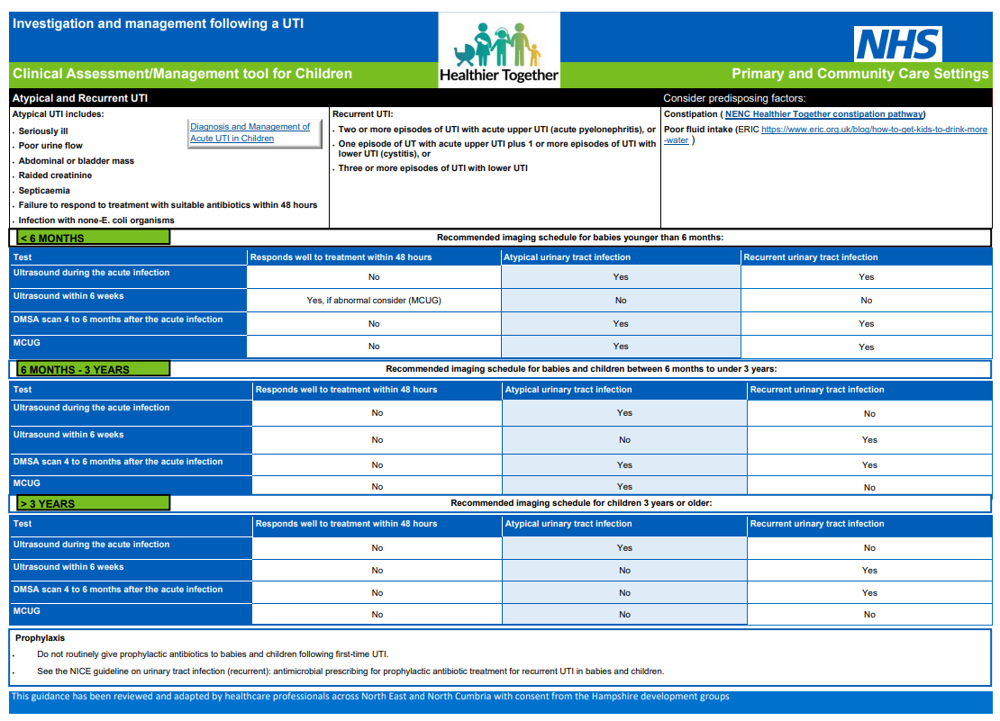 Investigation and management following a UTI
Healthier Together
NHS
Clinical Assessment/Management tool for Children
Primary and Community Care Settings
Atypical and Recurrent UTI
Consider predisposing factors:
Atypical UTI includes:
. Seriously ill
. Poor urine flow
. Abdominal or bladder mass
. Raided creatinine
. Septicaemia
. Failure to respond to treatment with suitable antibiotics within 48 hours
. Infection with none-E. coli organisms
Diagnosis and Management of
Acute UTI in Children
Recurrent UTI:
. Two or more episodes of UTI with acute upper UTI (acute pyelonephritis), or
. One episode of UT with acute upper UTI plus 1 or more episodes of UTI with
lower UTI (cystitis), or
. Three or more episodes of UTI with lower UTI
Constipation ( NENC Healthier Together constipation pathway)
Poor fluid intake (ERIC https://www.eric.org.uk/blog/how-to-get-kids-to-drink-more
-water )
< 6 MONTHS
Recommended imaging schedule for babies younger than 6 months:
Test Responds well to treatment within 48 hours Atypical urinary tract infection Recurrent urinary tract infection
Ultrasound during the acute infection No Yes Yes
Ultrasound within 6 weeks Yes, if abnormal consider (MCUG) No No
DMSA scan 4 to 6 months after the acute infection No Yes Yes
MCUG No Yes Yes
6 MONTHS - 3 YEARS
Recommended imaging schedule for babies and children between 6 months to under 3 years:
Test Responds well to treatment within 48 hours Atypical urinary tract infection Recurrent urinary tract infection
Ultrasound during the acute infection No Yes No
Ultrasound within 6 weeks No No Yes
DMSA scan 4 to 6 months after the acute infection No Yes Yes
MCUG No Yes No
> 3 YEARS
Recommended imaging schedule for children 3 years or older:
Test Responds well to treatment within 48 hours Atypical urinary tract infection Recurrent urinary tract infection
Ultrasound during the acute infection No Yes No
Ultrasound within 6 weeks No No Yes
DMSA scan 4 to 6 months after the acute infection No No Yes
MCUG No No No
Prophylaxis
. Do not routinely give prophylactic antibiotics to babies and children following first-time UTI.
. See the NICE guideline on urinary tract infection (recurrent): antimicrobial prescribing for prophylactic antibiotic treatment for recurrent UTI in babies and children.
This guidance has been reviewed and adapted by healthcare professionals across North East and North Cumbria with consent from the Hampshire development groups